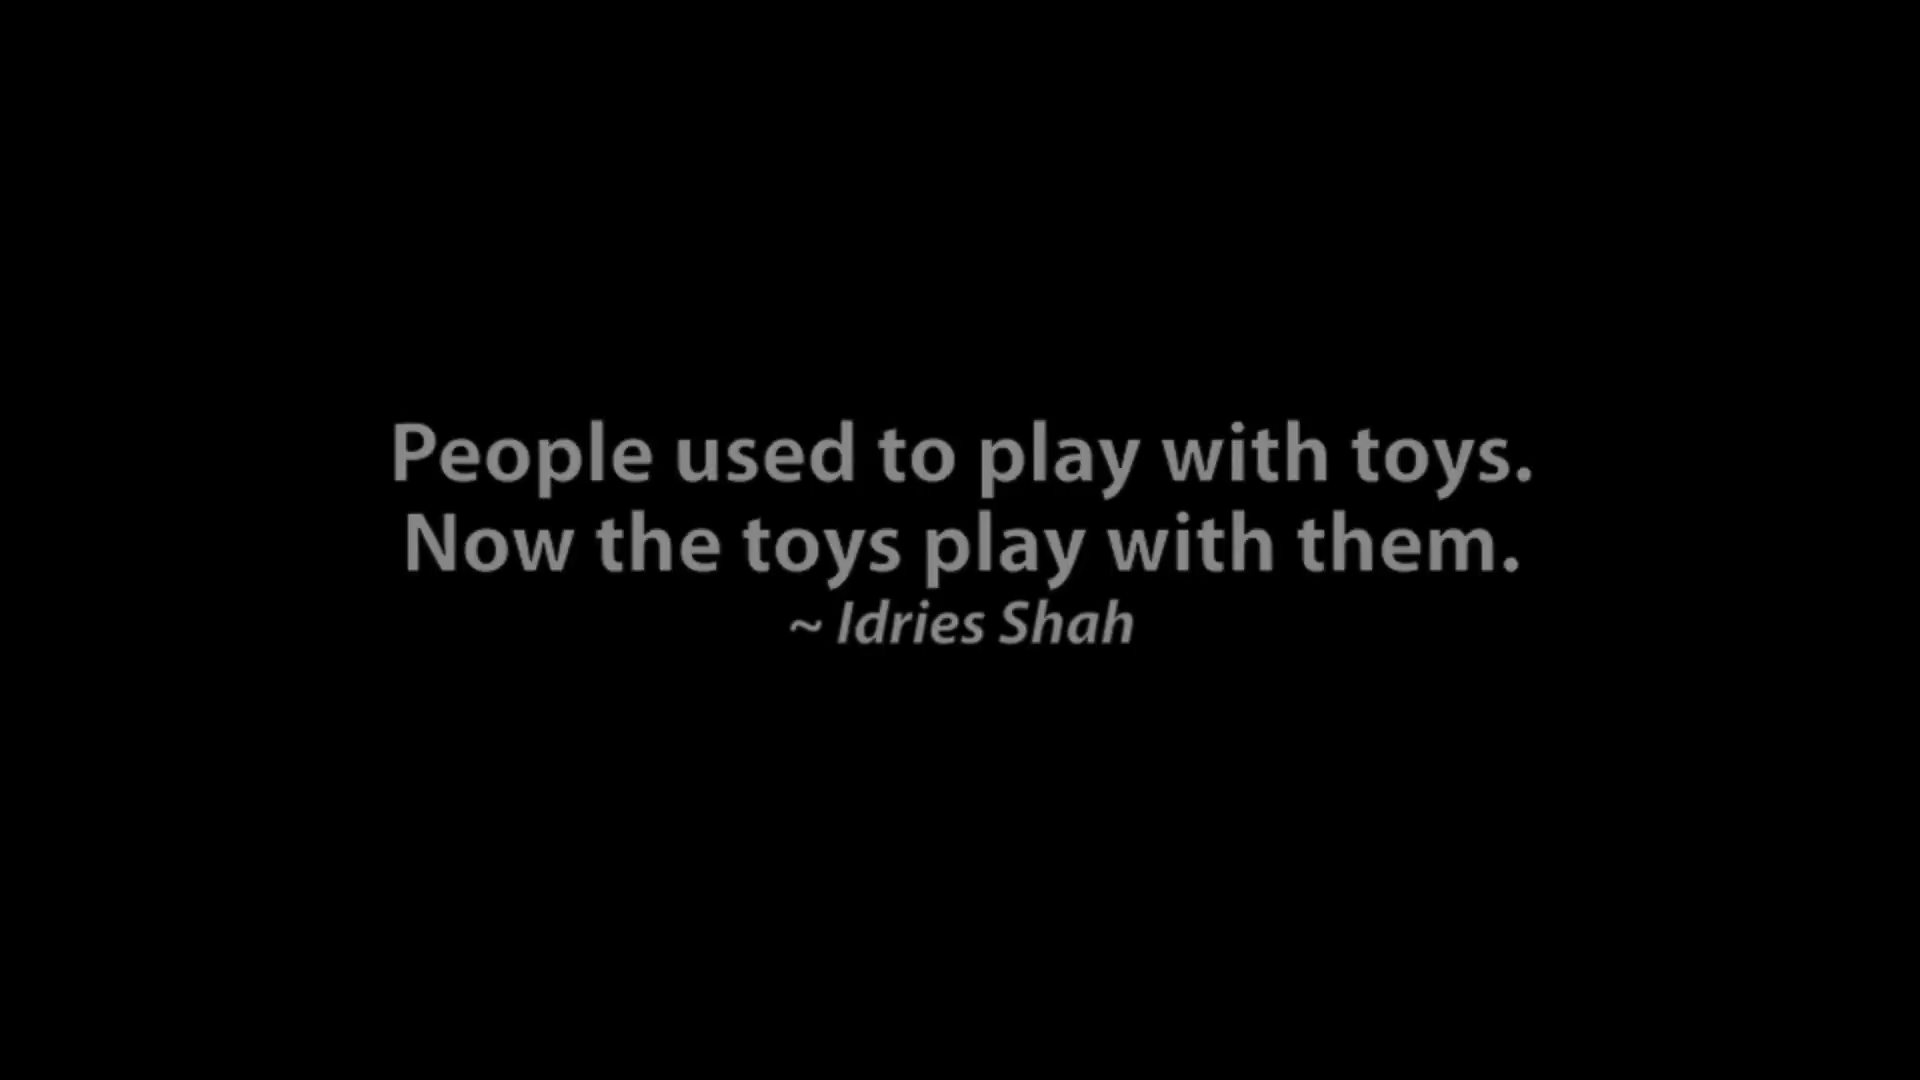 People used to play with toys.
Now the toys play with them.
~ Idries Shah